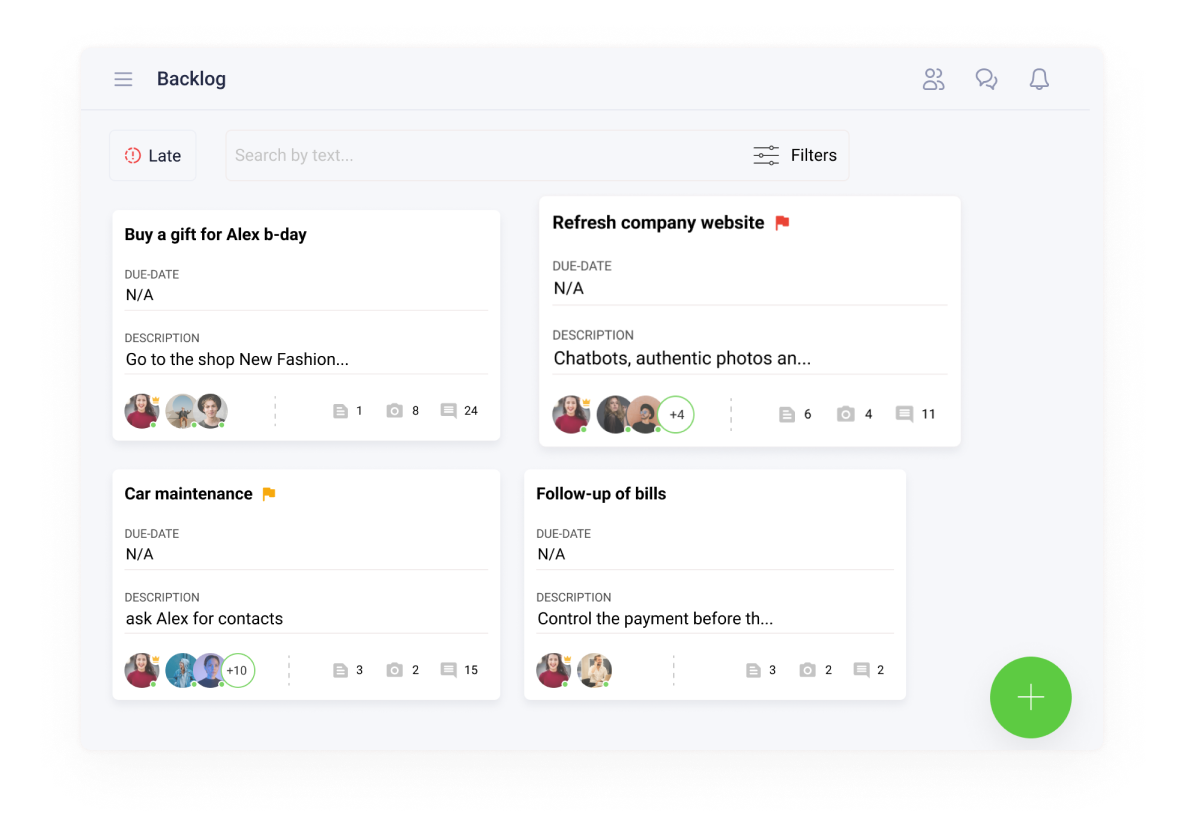 Backlog
Late
Search by text...
Filters
Buy a gift for Alex b-day
DUE-DATE
N/A
DESCRIPTION
Go to the shop New Fashion...
1 8 24
Refresh company website
DUE-DATE
N/A
DESCRIPTION
Chatbots, authentic photos an...
+4 6 4 11
Car maintenance
DUE-DATE
N/A
DESCRIPTION
ask Alex for contacts
+10 3 2 15
Follow-up of bills
DUE-DATE
N/A
DESCRIPTION
Control the payment before th...
3 2 2